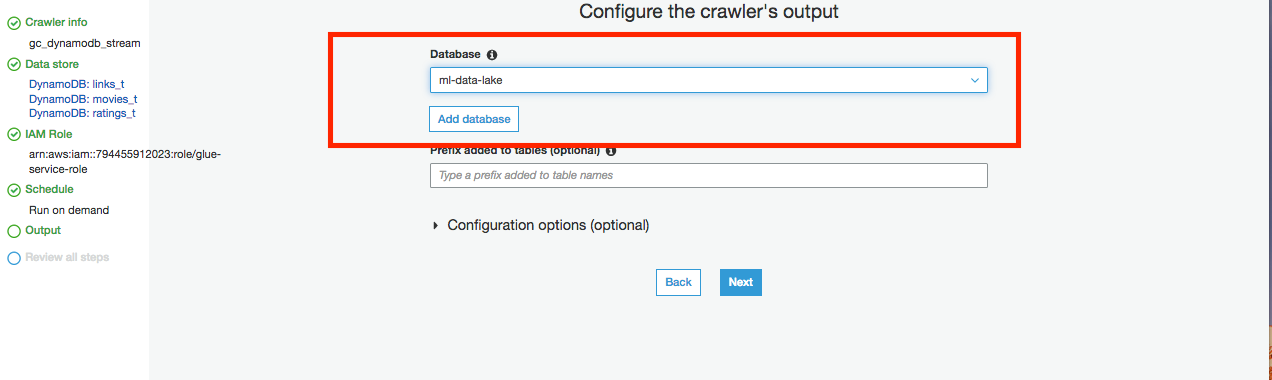 Configure the crawler's output
Crawler info
gc_dynamodb_stream
Data store
DynamoDB: links_t
DynamoDB: movies_t
DynamoDB: ratings_t
IAM Role
arn:aws:iam::794455912023:role/glue-
service-role
Schedule
Run on demand
Output
Review all steps
Database
ml-data-lake
Add database
Prefix added to tables (optional)
Type a prefix added to table names
Configuration options (optional)
Back
Next